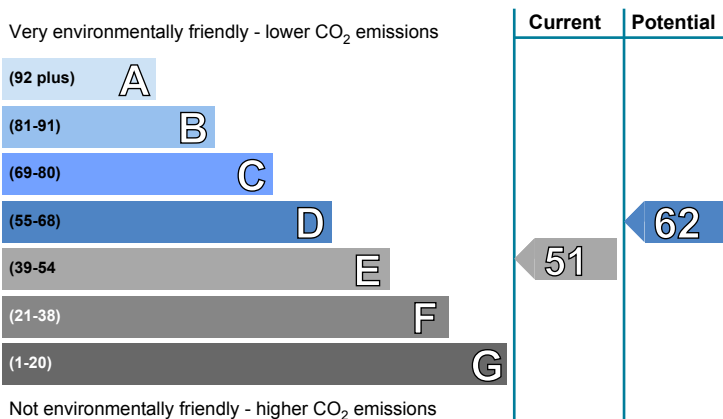 Very environmentally friendly - lower CO2 emissions
Current
Potential
(92 plus) A
(81-91) B
(69-80) C
(55-68) D
62
(39-54 E
51
(21-38) F
(1-20) G
Not environmentally friendly - higher CO2 emissions